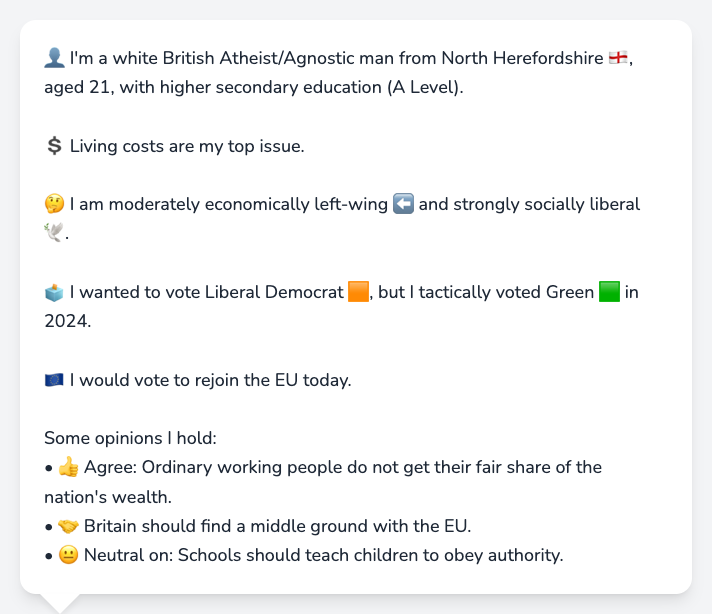 👤 I'm a white British Atheist/Agnostic man from North Herefordshire 🏴󠁧󠁢󠁥󠁮󠁧󠁿,
aged 21, with higher secondary education (A Level).
💲 Living costs are my top issue.
🤔 I am moderately economically left-wing ⬅️ and strongly socially liberal
🕊️.
🗳️ I wanted to vote Liberal Democrat 🟧, but I tactically voted Green 🟩 in
2024.
🇪🇺 I would vote to rejoin the EU today.
Some opinions I hold:
• 👍 Agree: Ordinary working people do not get their fair share of the
nation's wealth.
• 🤝 Britain should find a middle ground with the EU.
• 😐 Neutral on: Schools should teach children to obey authority.